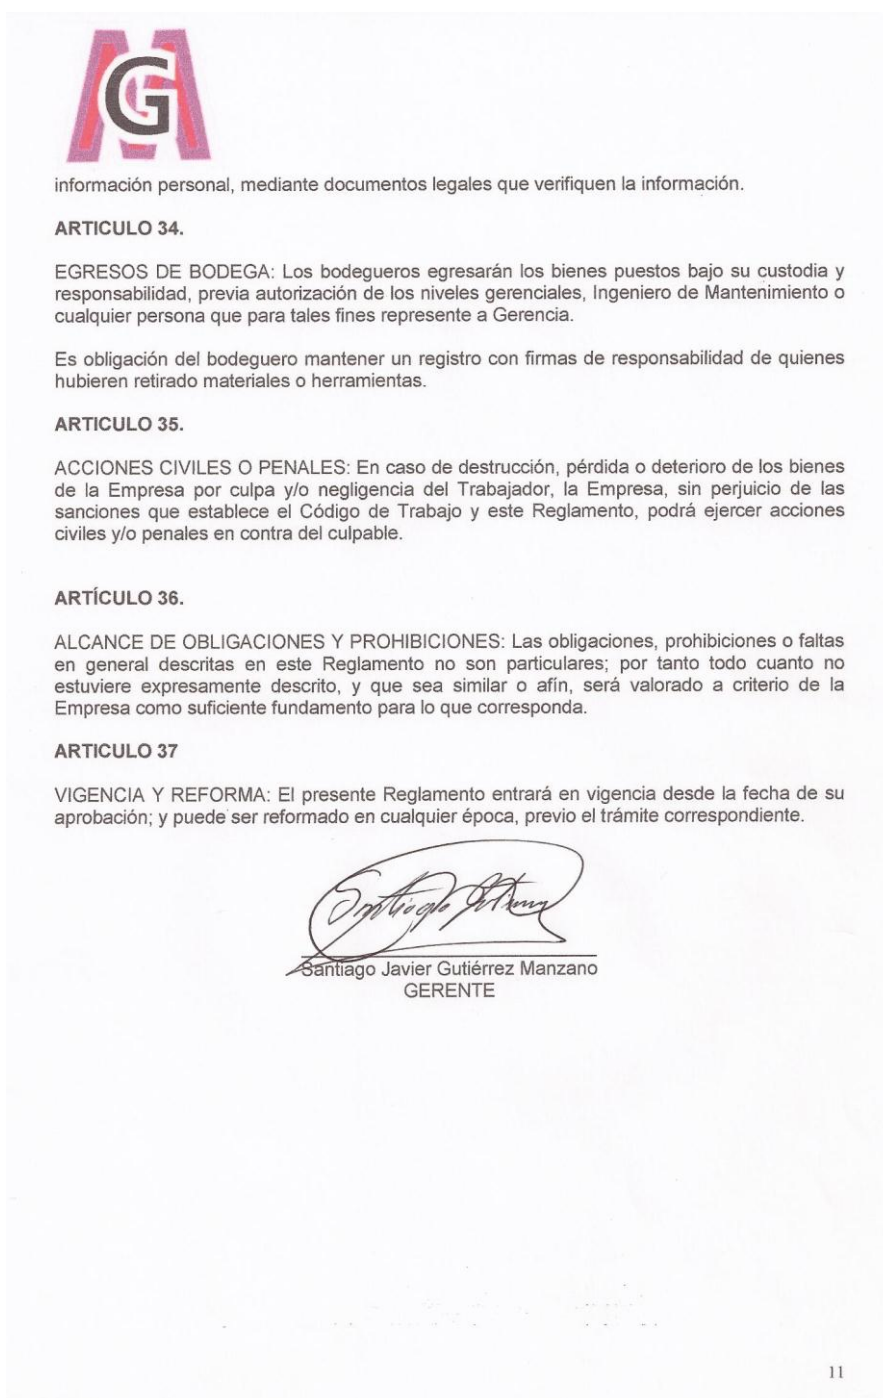 MG
información personal, mediante documentos legales que verifiquen la información.
ARTICULO 34.
EGRESOS DE BODEGA: Los bodegueros egresarán los bienes puestos bajo su custodia y
responsabilidad, previa autorización de los niveles gerenciales, Ingeniero de Mantenimiento o
cualquier persona que para tales fines represente a Gerencia.
Es obligación del bodeguero mantener un registro con firmas de responsabilidad de quienes
hubieren retirado materiales o herramientas.
ARTICULO 35.
ACCIONES CIVILES O PENALES: En caso de destrucción, pérdida o deterioro de los bienes
de la Empresa por culpa y/o negligencia del Trabajador, la Empresa, sin perjuicio de las
sanciones que establece el Código de Trabajo y este Reglamento, podrá ejercer acciones
civiles y/o penales en contra del culpable.
ARTÍCULO 36.
ALCANCE DE OBLIGACIONES Y PROHIBICIONES: Las obligaciones, prohibiciones o faltas
en general descritas en este Reglamento no son particulares; por tanto todo cuanto no
estuviere expresamente descrito, y que sea similar o afín, será valorado a criterio de la
Empresa como suficiente fundamento para lo que corresponda.
ARTICULO 37
VIGENCIA Y REFORMA: El presente Reglamento entrará en vigencia desde la fecha de su
aprobación; y puede ser reformado en cualquier época, previo el trámite correspondiente.
Santiago Javier Gutiérrez Manzano
GERENTE
11